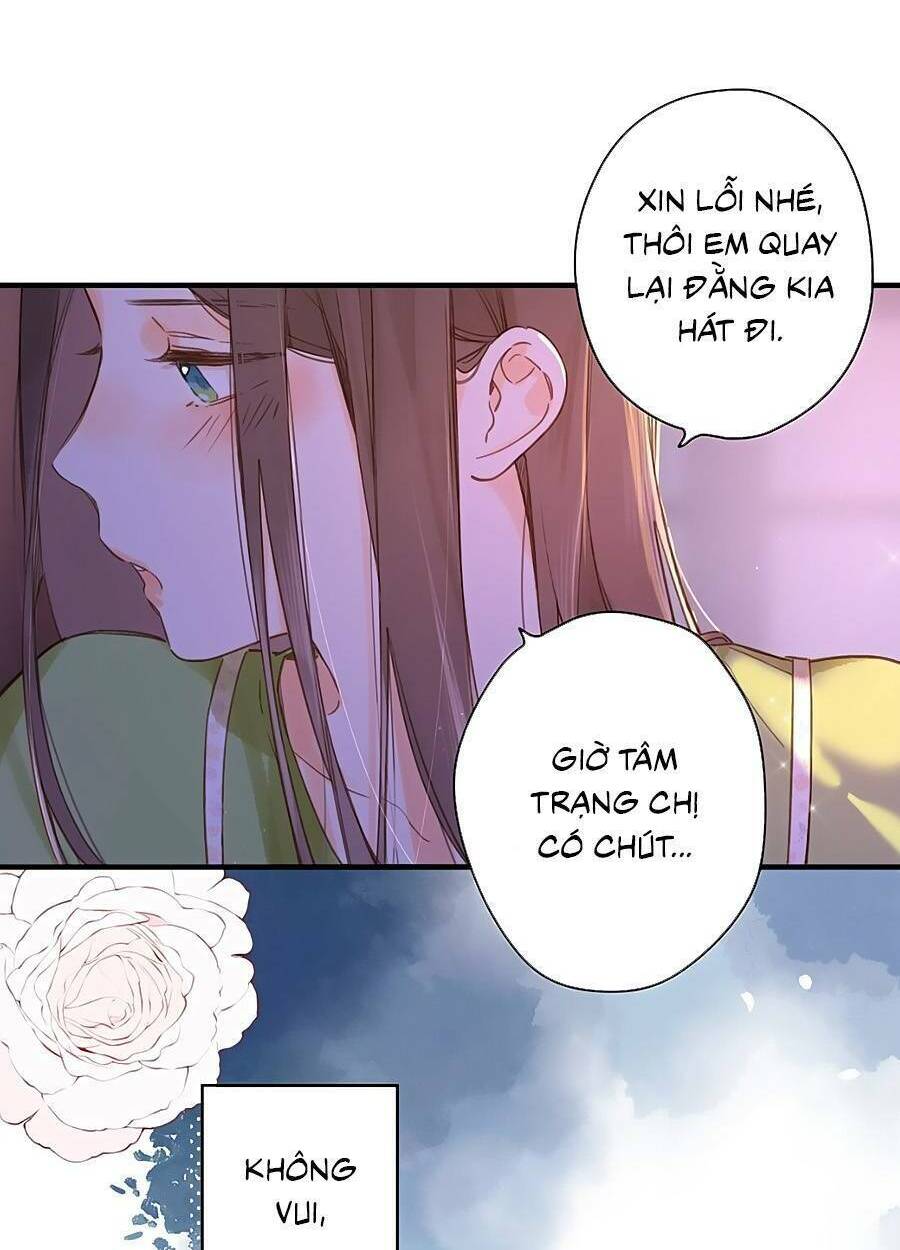 XIN LỖI NHÉ,
THÔI EM QUAY
LẠI ĐẰNG KIA
HÁT ĐI.
GIỜ TÂM
TRẠNG CHỊ
CÓ CHÚT...
KHÔNG
VUI,